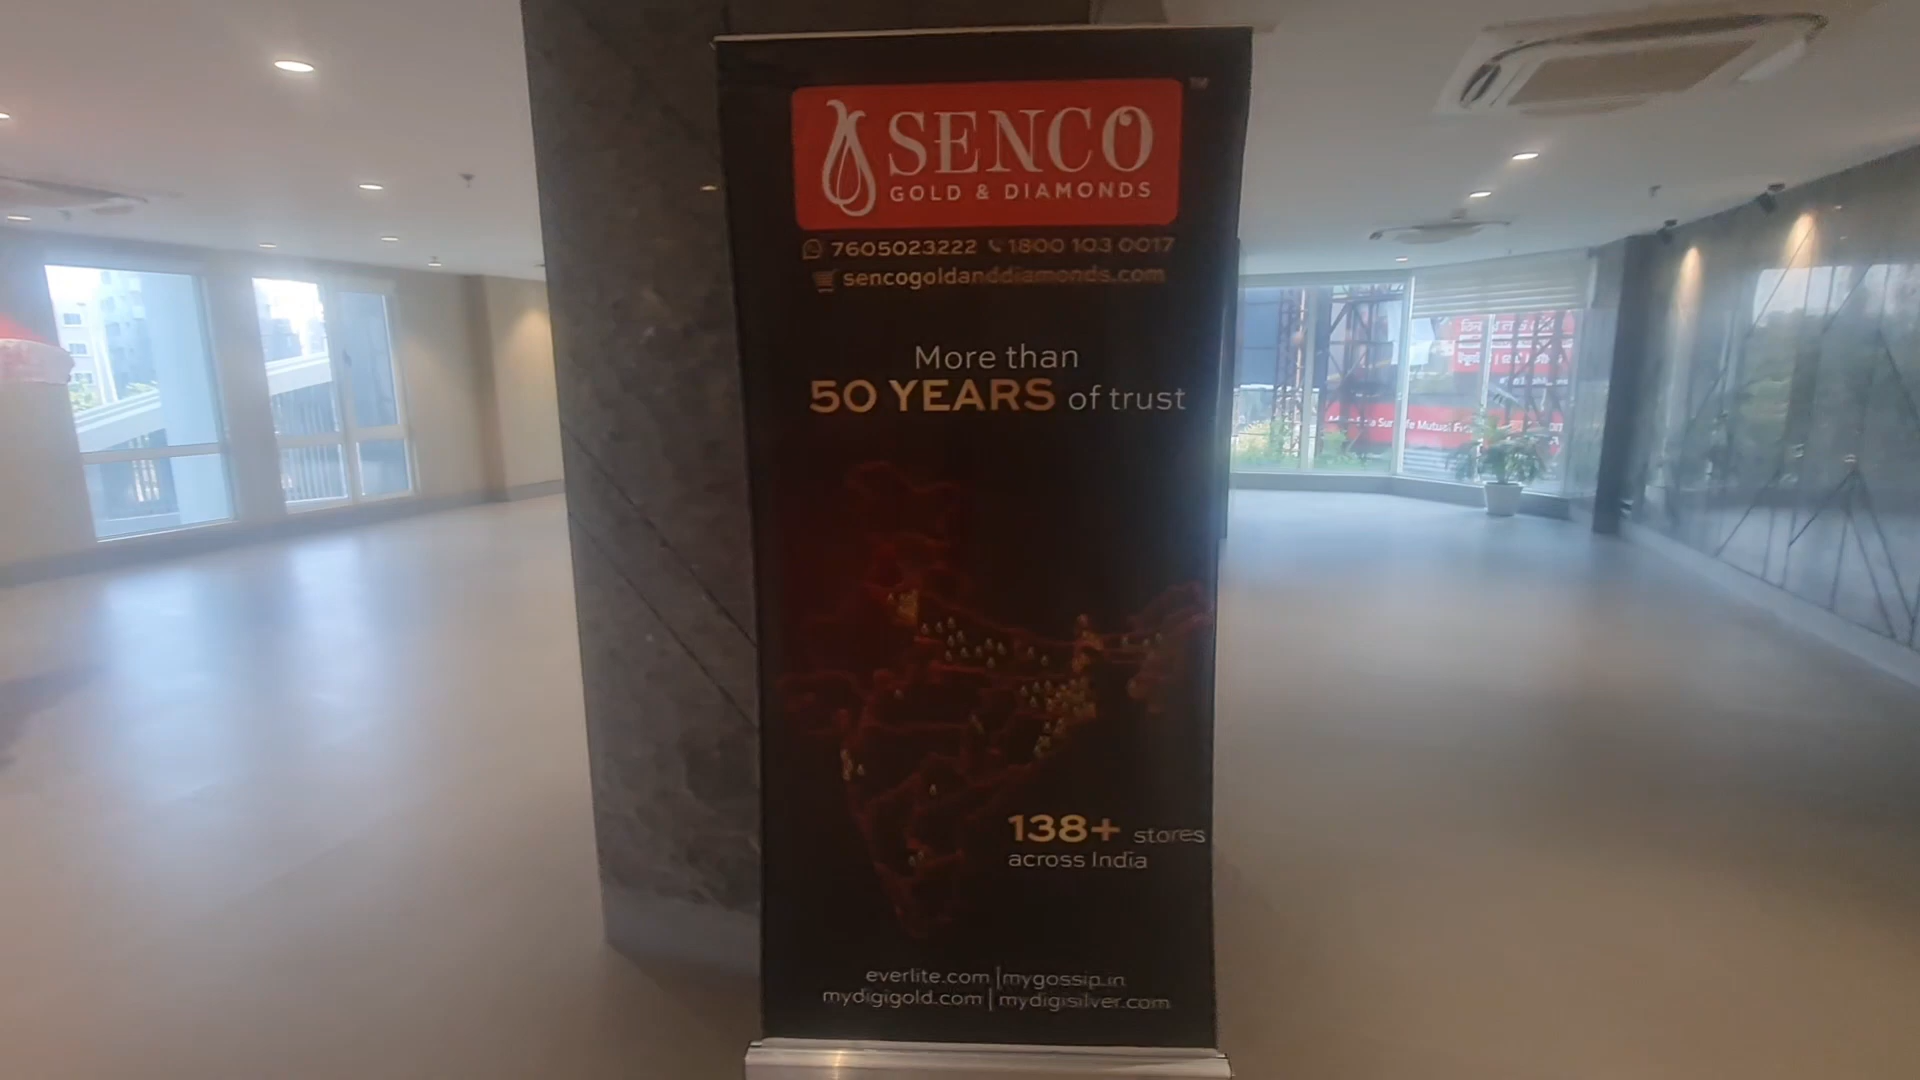 SENCO
GOLD & DIAMONDS
TM
7605023222 1800 103 0017
sencogoldanddiamonds.com
More than
50 YEARS of trust
138+ stores
across India
everlite.com | mygossip.in
mydigigold.com | mydigisilver.com